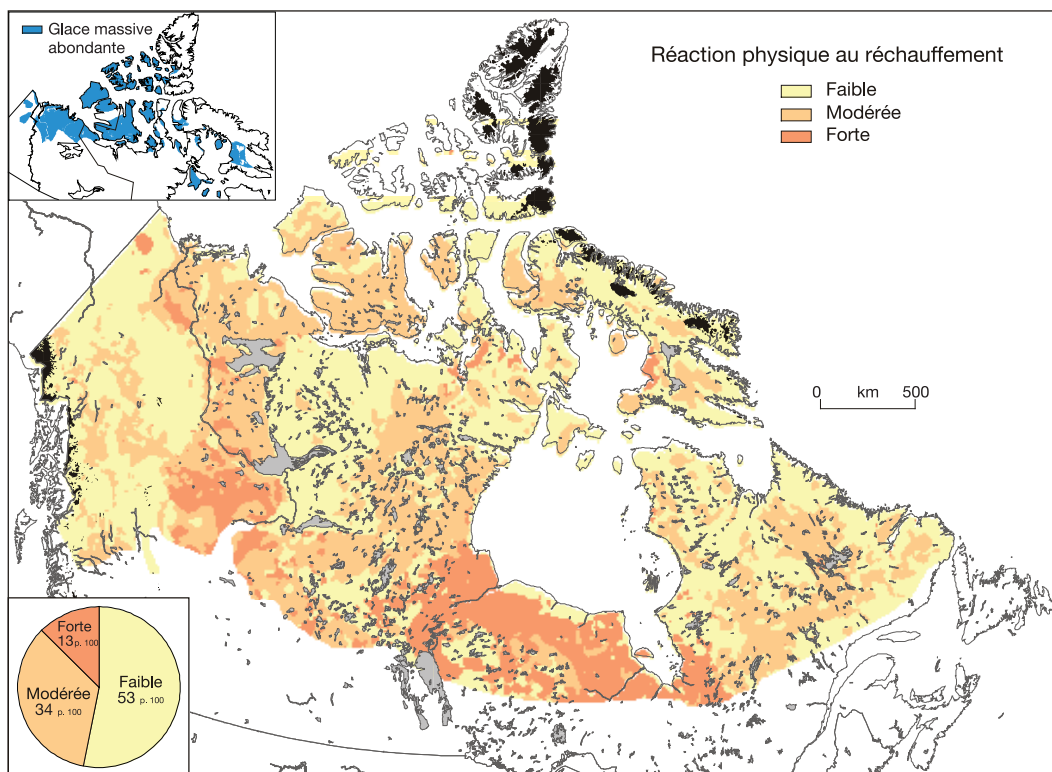 Glace massive
abondante
Réaction physique au réchauffement
Faible
Modérée
Forte
0 km 500
Forte
13 p. 100
Modérée
34 p. 100
Faible
53 p. 100